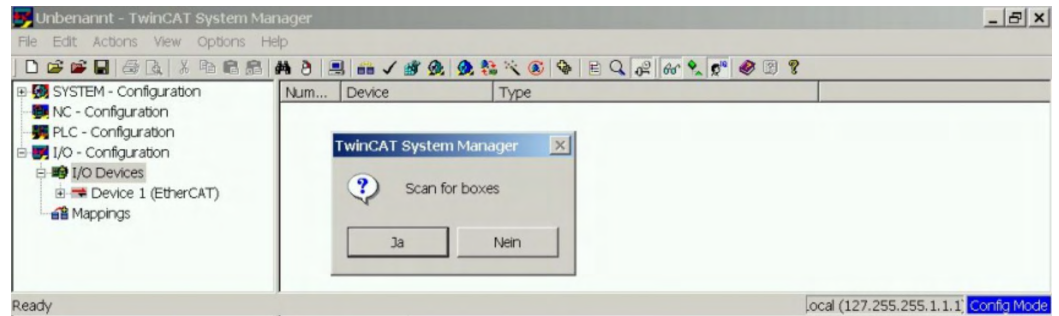 Unbenannt - TwinCAT System Manager
File Edit Actions View Options Help
SYSTEM - Configuration
NC - Configuration
PLC - Configuration
I/O - Configuration
I/O Devices
Device 1 (EtherCAT)
Mappings
Num... Device Type
TwinCAT System Manager
Scan for boxes
Ja Nein
Ready
ocal (127.255.255.1.1.1) Config Mode